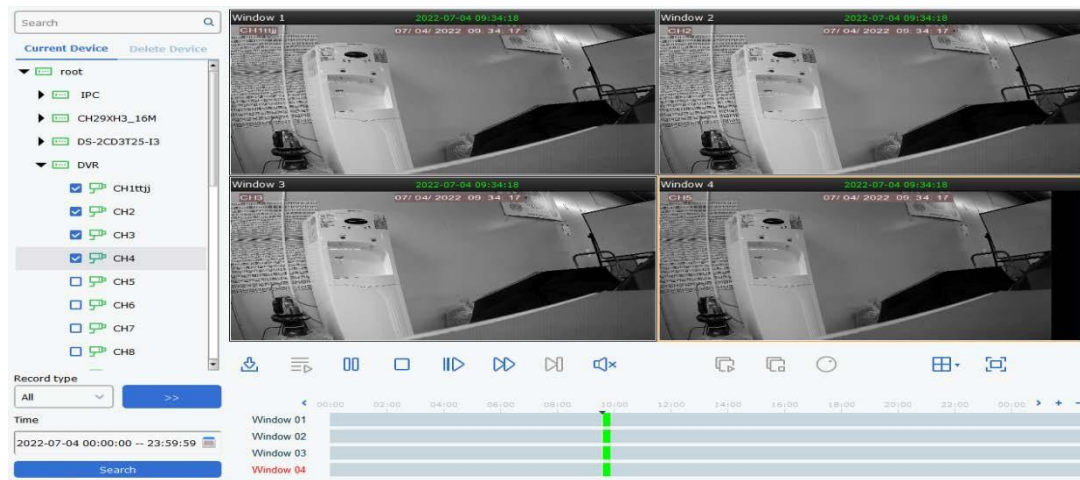 Search
Current Device Delete Device
root
IPC
CH29XH3_16M
DS-2CD3T25-I3
DVR
CH1ttjj
CH2
CH3
CH4
CH5
CH6
CH7
CH8
Record type
All
>>
Time
2022-07-04 00:00:00 -- 23:59:59
Search
Window 1 2022-07-04 09:34:18
CH1ttjj 07/04/2022 09 34 17
Window 2 2022-07-04 09:34:18
CH2 07/04/2022 09 34 17
Window 3 2022-07-04 09:34:18
CH3 07/04/2022 09 34 17
Window 4 2022-07-04 09:34:18
CH5 07/04/2022 09 34 17
00:00 02:00 04:00 06:00 08:00 10:00 12:00 14:00 16:00 18:00 20:00 22:00 00:00
Window 01
Window 02
Window 03
Window 04